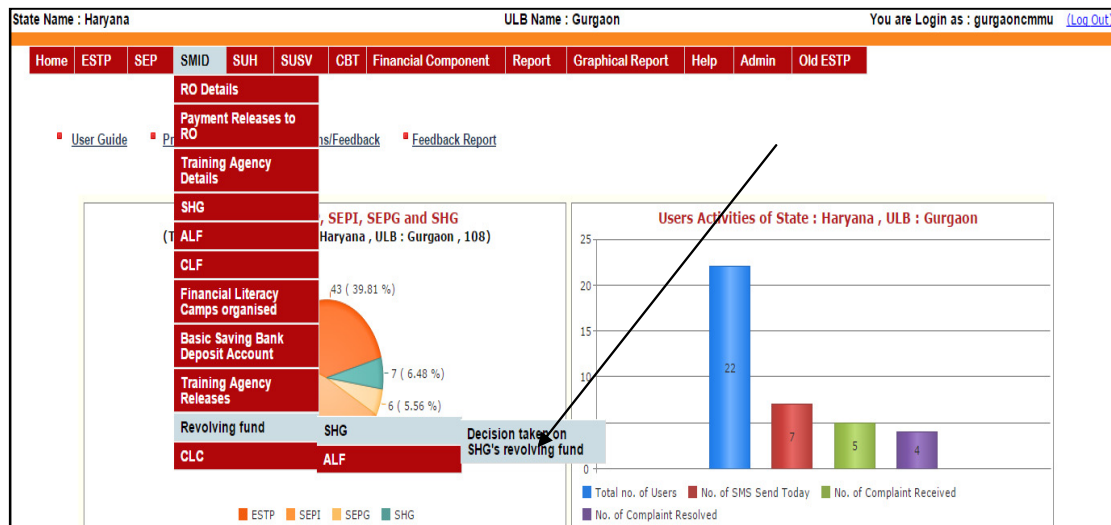 State Name : Haryana ULB Name : Gurgaon You are Login as : gurgaoncmmu (Log Out)
Home ESTP SEP SMID SUH SUSV CBT Financial Component Report Graphical Report Help Admin Old ESTP
RO Details
Payment Releases to
RO
Training Agency
Details
SHG
ALF
CLF
Financial Literacy
Camps organised
Basic Saving Bank
Deposit Account
Training Agency
Releases
Revolving fund
CLC
SHG
ALF
Decision taken on
SHG's revolving fund
User Guide Pr ns/Feedback Feedback Report
, SEPI, SEPG and SHG
(T Haryana , ULB : Gurgaon , 108)
43 ( 39.81 %)
7 ( 6.48 %)
6 ( 5.56 %)
ESTP SEPI SEPG SHG
Users Activities of State : Haryana , ULB : Gurgaon
25
20
15
10
5
0
22
7
5
4
Total no. of Users No. of SMS Send Today No. of Complaint Received
No. of Complaint Resolved